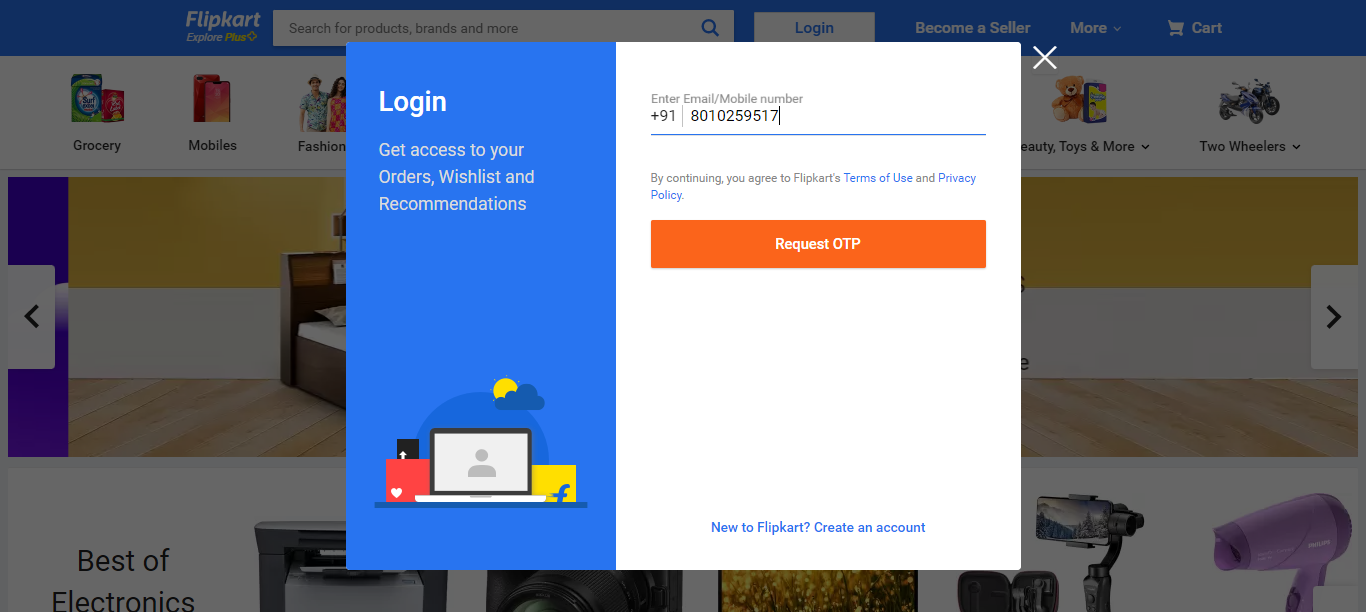 Flipkart
Explore Plus
Search for products, brands and more
Login
Become a Seller
More
Cart
Grocery
Mobiles
Fashion
eauty, Toys & More
Two Wheelers
Login
Get access to your
Orders, Wishlist and
Recommendations
Enter Email/Mobile number
+91 8010259517
By continuing, you agree to Flipkart's Terms of Use and Privacy
Policy.
Request OTP
New to Flipkart? Create an account
Best of
Electronics
PHILIPS